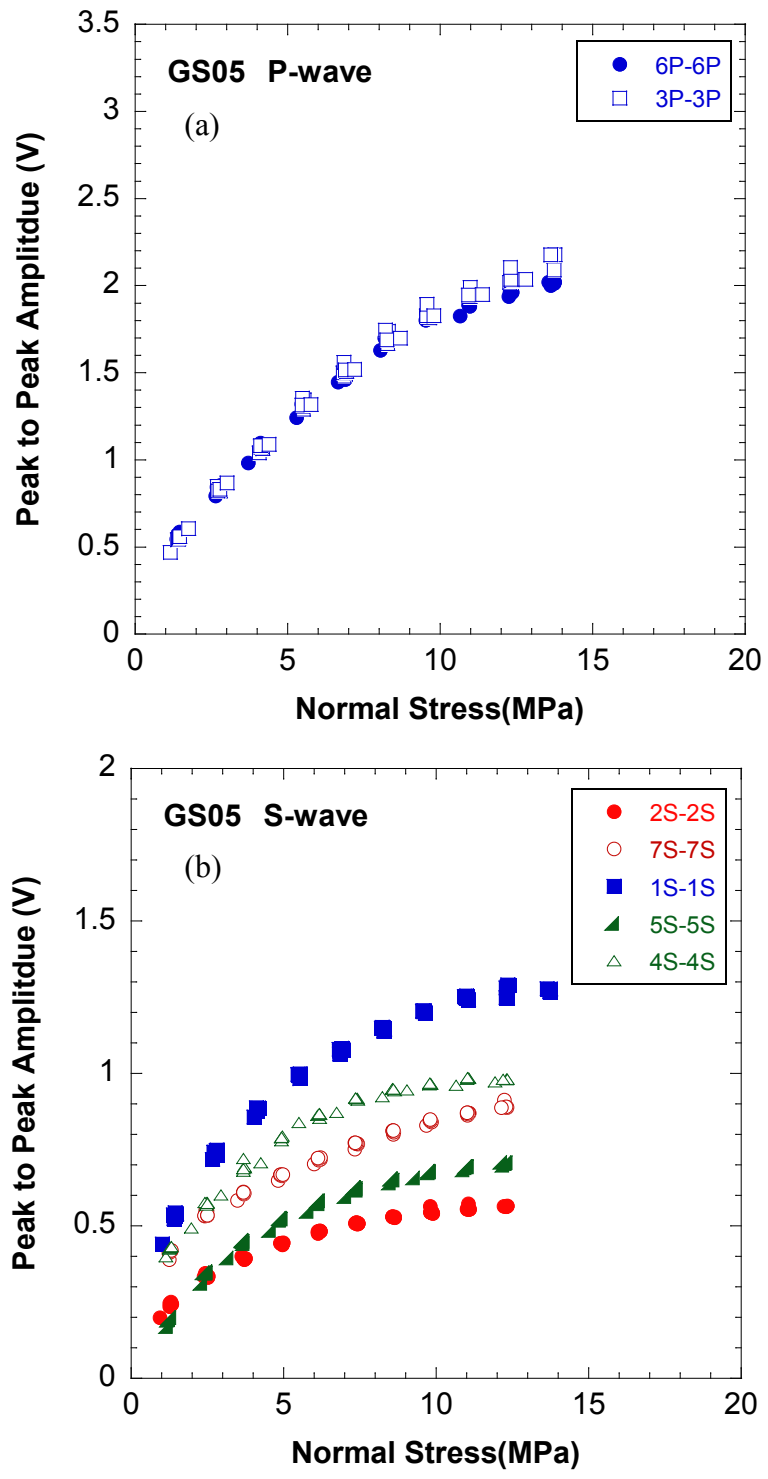 3.5
GS05 P-wave
6P-6P
3P-3P
(a)
3
2.5
2
1.5
1
0.5
0
Peak to Peak Amplitdue (V)
0 5 10 15 20
Normal Stress(MPa)
2
GS05 S-wave
2S-2S
7S-7S
1S-1S
5S-5S
4S-4S
(b)
1.5
1
0.5
0
Peak to Peak Amplitdue (V)
0 5 10 15 20
Normal Stress(MPa)